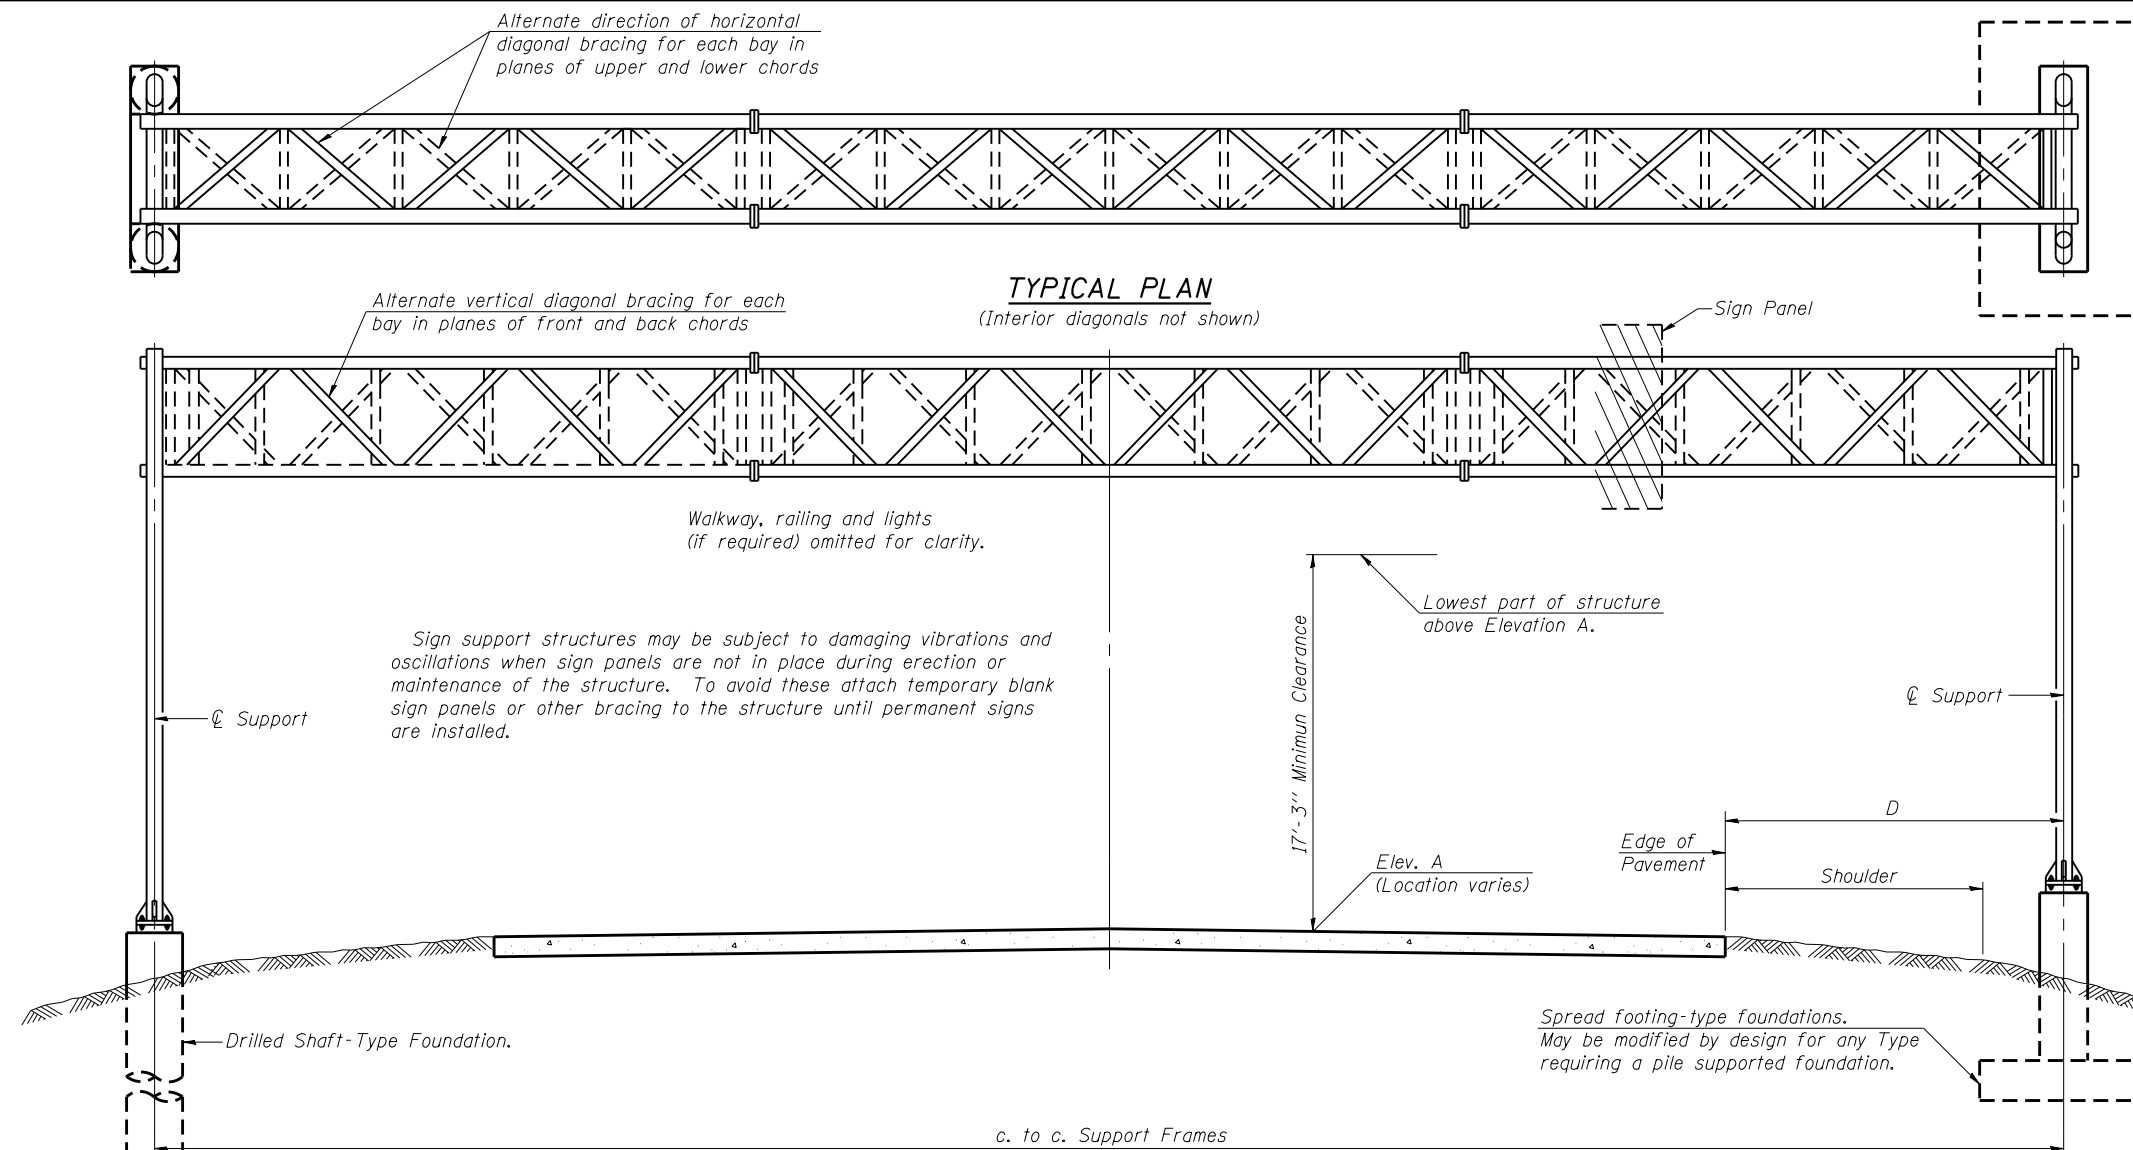 Alternate direction of horizontal
diagonal bracing for each bay in
planes of upper and lower chords
TYPICAL PLAN
(Interior diagonals not shown)
Alternate vertical diagonal bracing for each
bay in planes of front and back chords
Sign Panel
Walkway, railing and lights
(if required) omitted for clarity.
Lowest part of structure
above Elevation A.
Sign support structures may be subject to damaging vibrations and
oscillations when sign panels are not in place during erection or
maintenance of the structure.  To avoid these attach temporary blank
sign panels or other bracing to the structure until permanent signs
are installed.
17'-3'' Minimun Clearance
℄ Support
℄ Support
D
Edge of
Pavement
Shoulder
Elev. A
(Location varies)
Drilled Shaft-Type Foundation.
Spread footing-type foundations.
May be modified by design for any Type
requiring a pile supported foundation.
c. to c. Support Frames